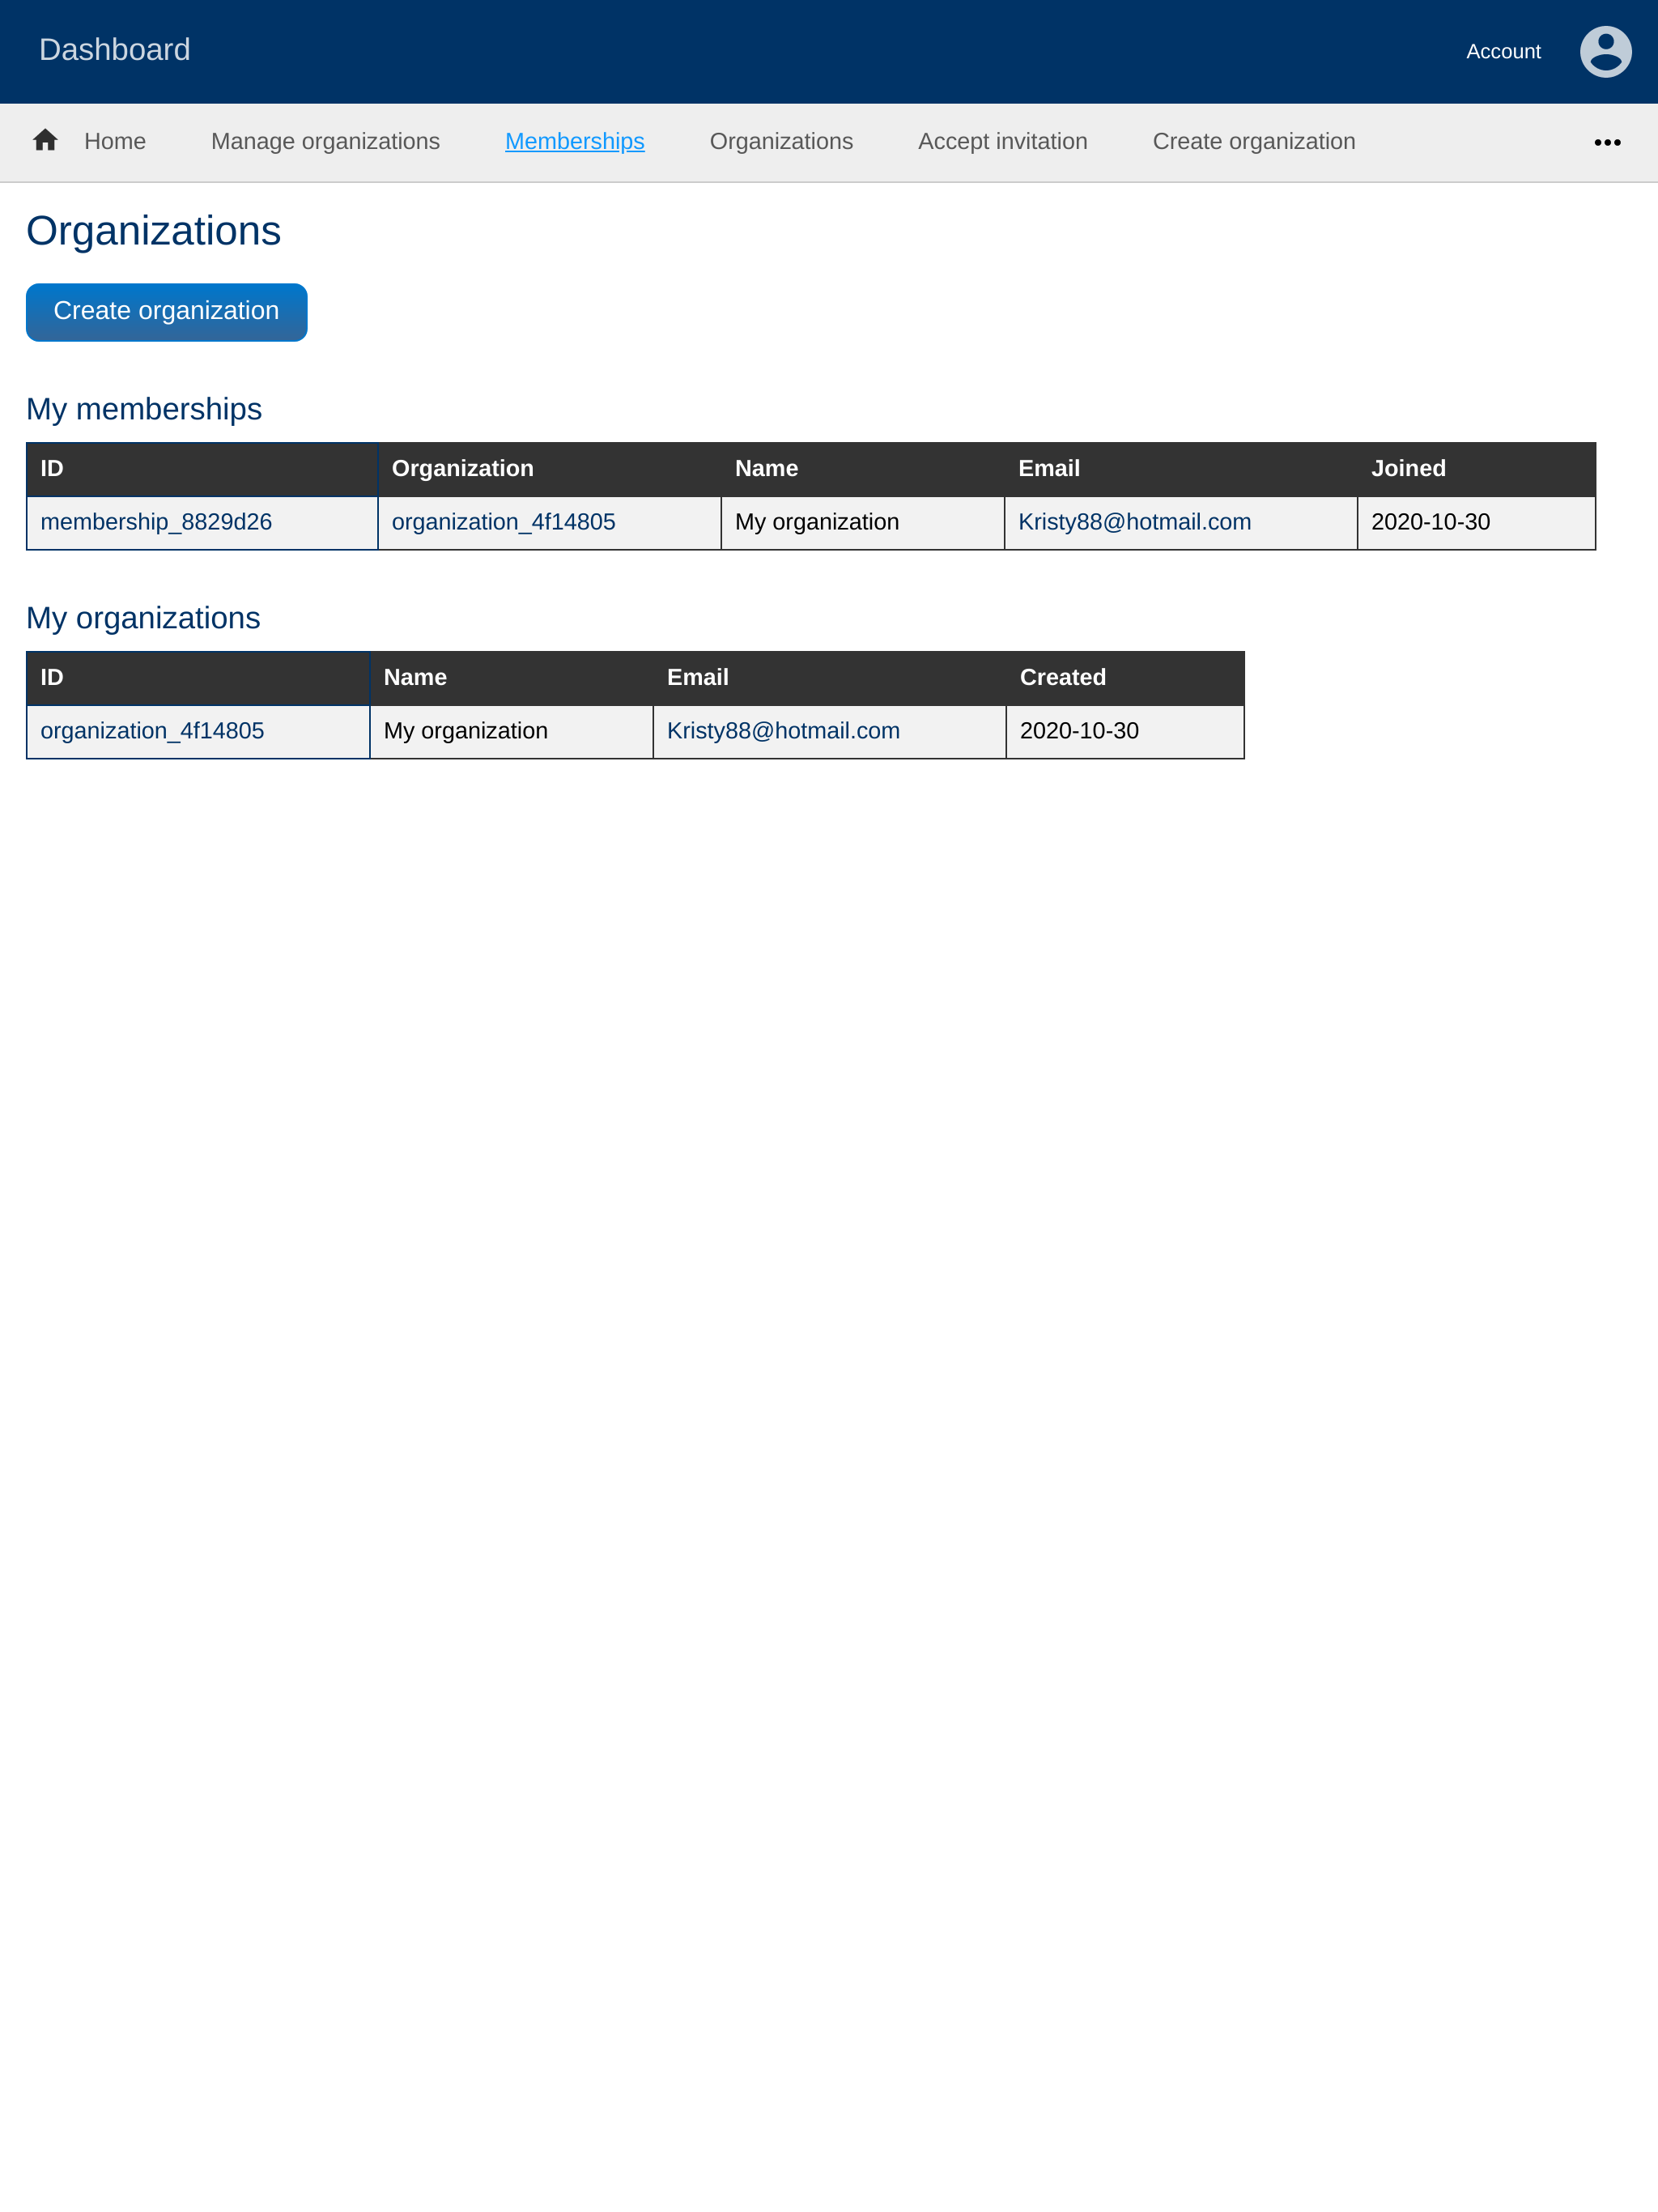 Dashboard Account
Home Manage organizations Memberships Organizations Accept invitation Create organization
Organizations
Create organization
My memberships
ID Organization Name Email Joined
membership_8829d26 organization_4f14805 My organization Kristy88@hotmail.com 2020-10-30
My organizations
ID Name Email Created
organization_4f14805 My organization Kristy88@hotmail.com 2020-10-30